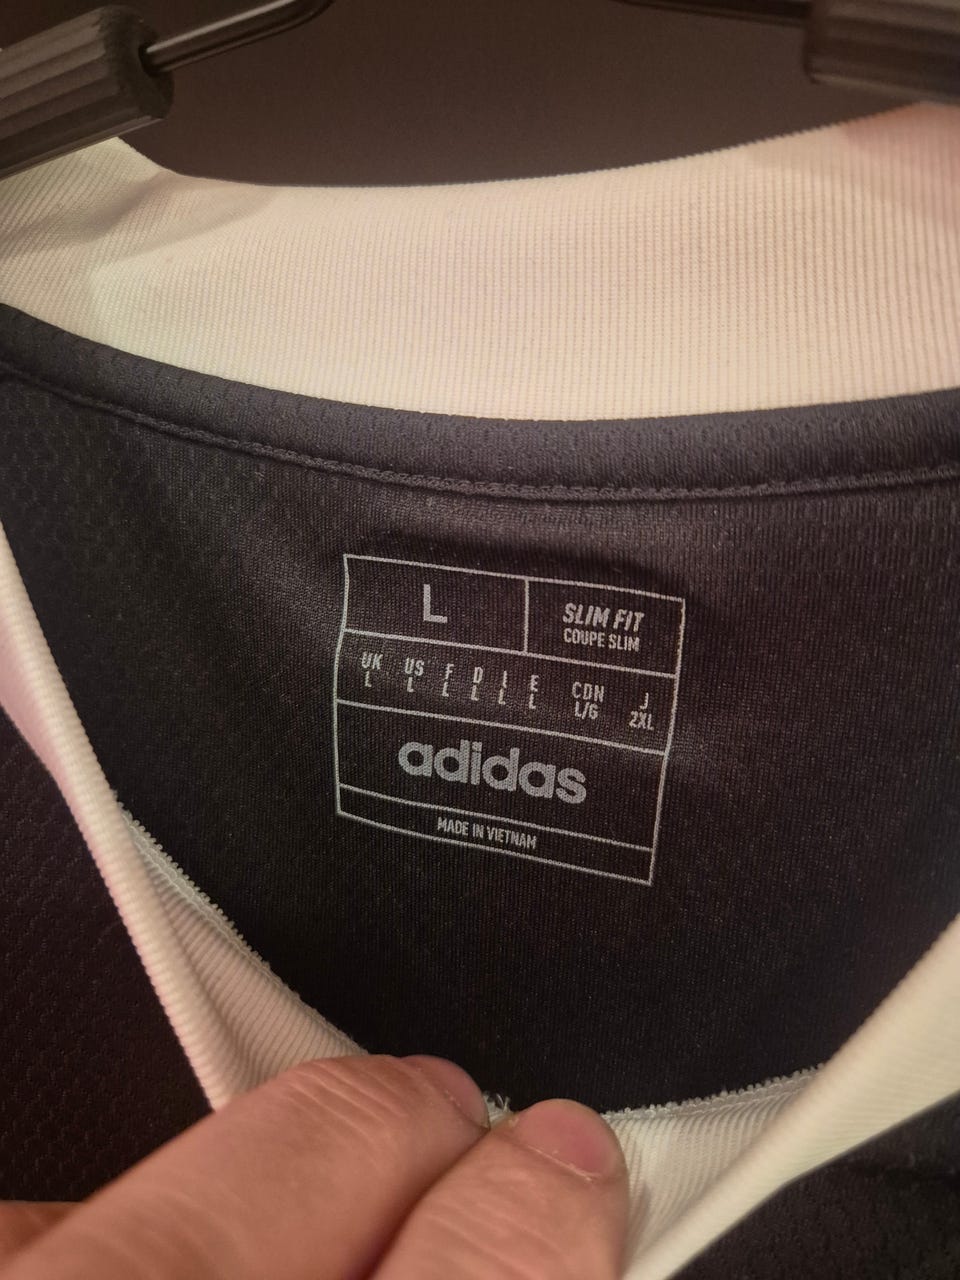 L
SLIM FIT
COUPE SLIM
UK US F D I E CDN J
L L L L L L L/G 2XL
adidas
MADE IN VIETNAM